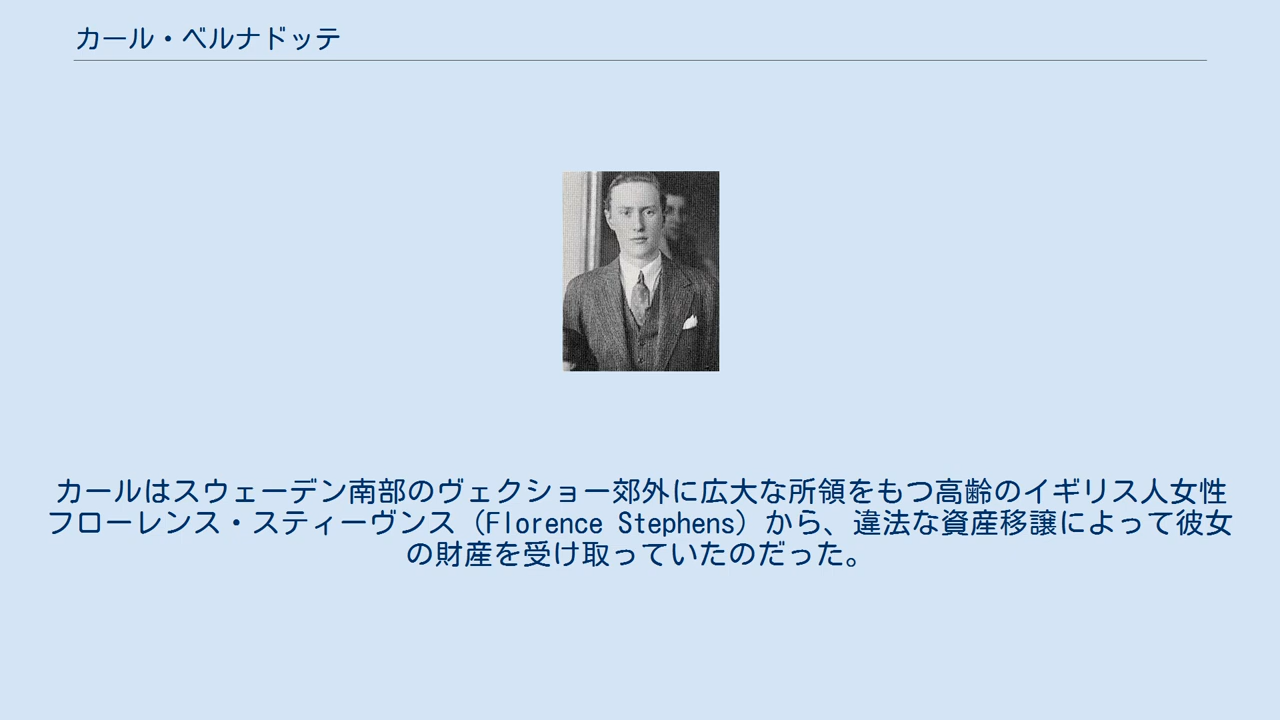 カール・ベルナドッテ
カールはスウェーデン南部のヴェクショー郊外に広大な所領をもつ高齢のイギリス人女性
フローレンス・スティーヴンス（Florence Stephens）から、違法な資産移譲によって彼女
の財産を受け取っていたのだった。